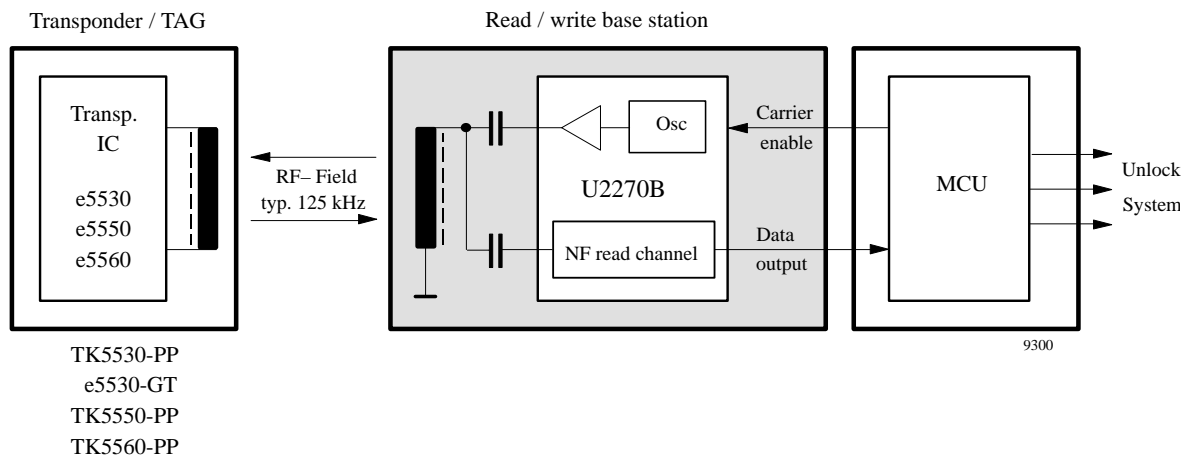 Transponder / TAG
Read / write base station
Transp.
IC
e5530
e5550
e5560
RF– Field
typ. 125 kHz
Osc
U2270B
NF read channel
Carrier
enable
Data
output
MCU
Unlock
System
9300
TK5530-PP
e5530-GT
TK5550-PP
TK5560-PP